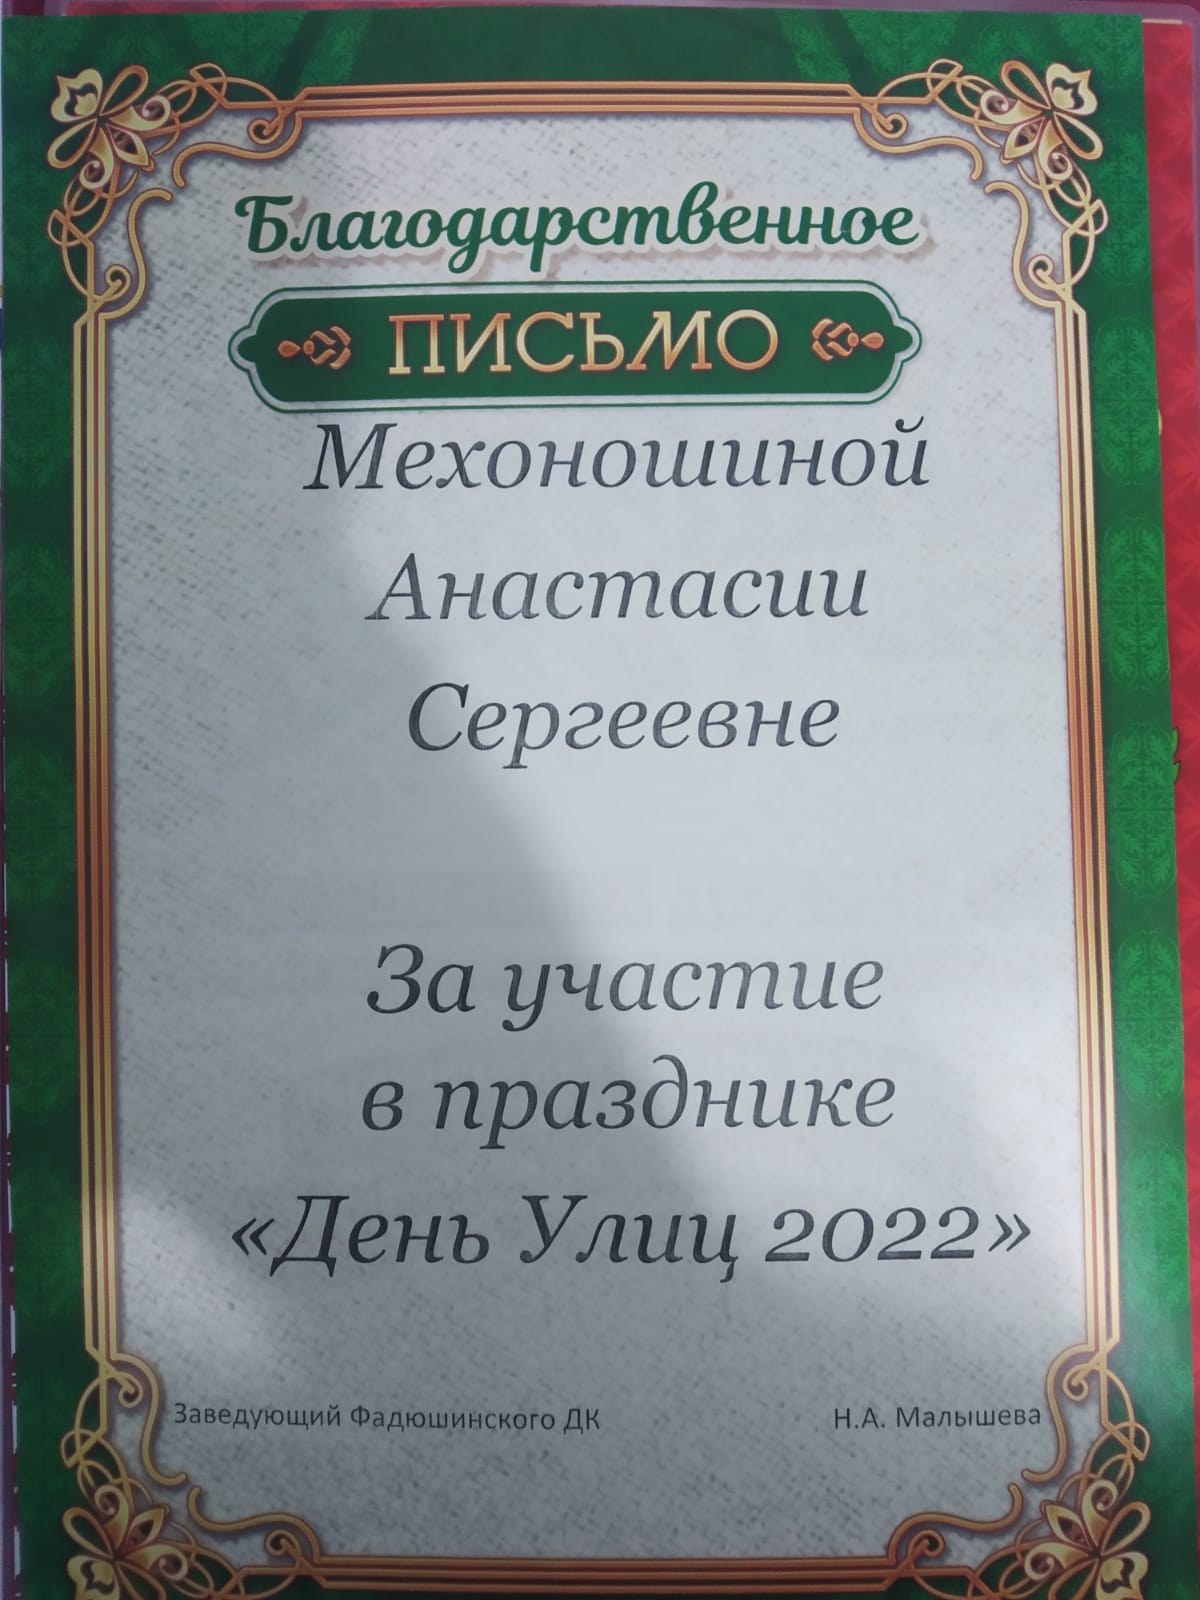 Благодарственное
ПИСЬМО
Мехоношиной
Анастасии
Сергеевне
За участие
в празднике
«День Улиц 2022»
Заведующий Фадюшинского ДК Н.А. Малышева